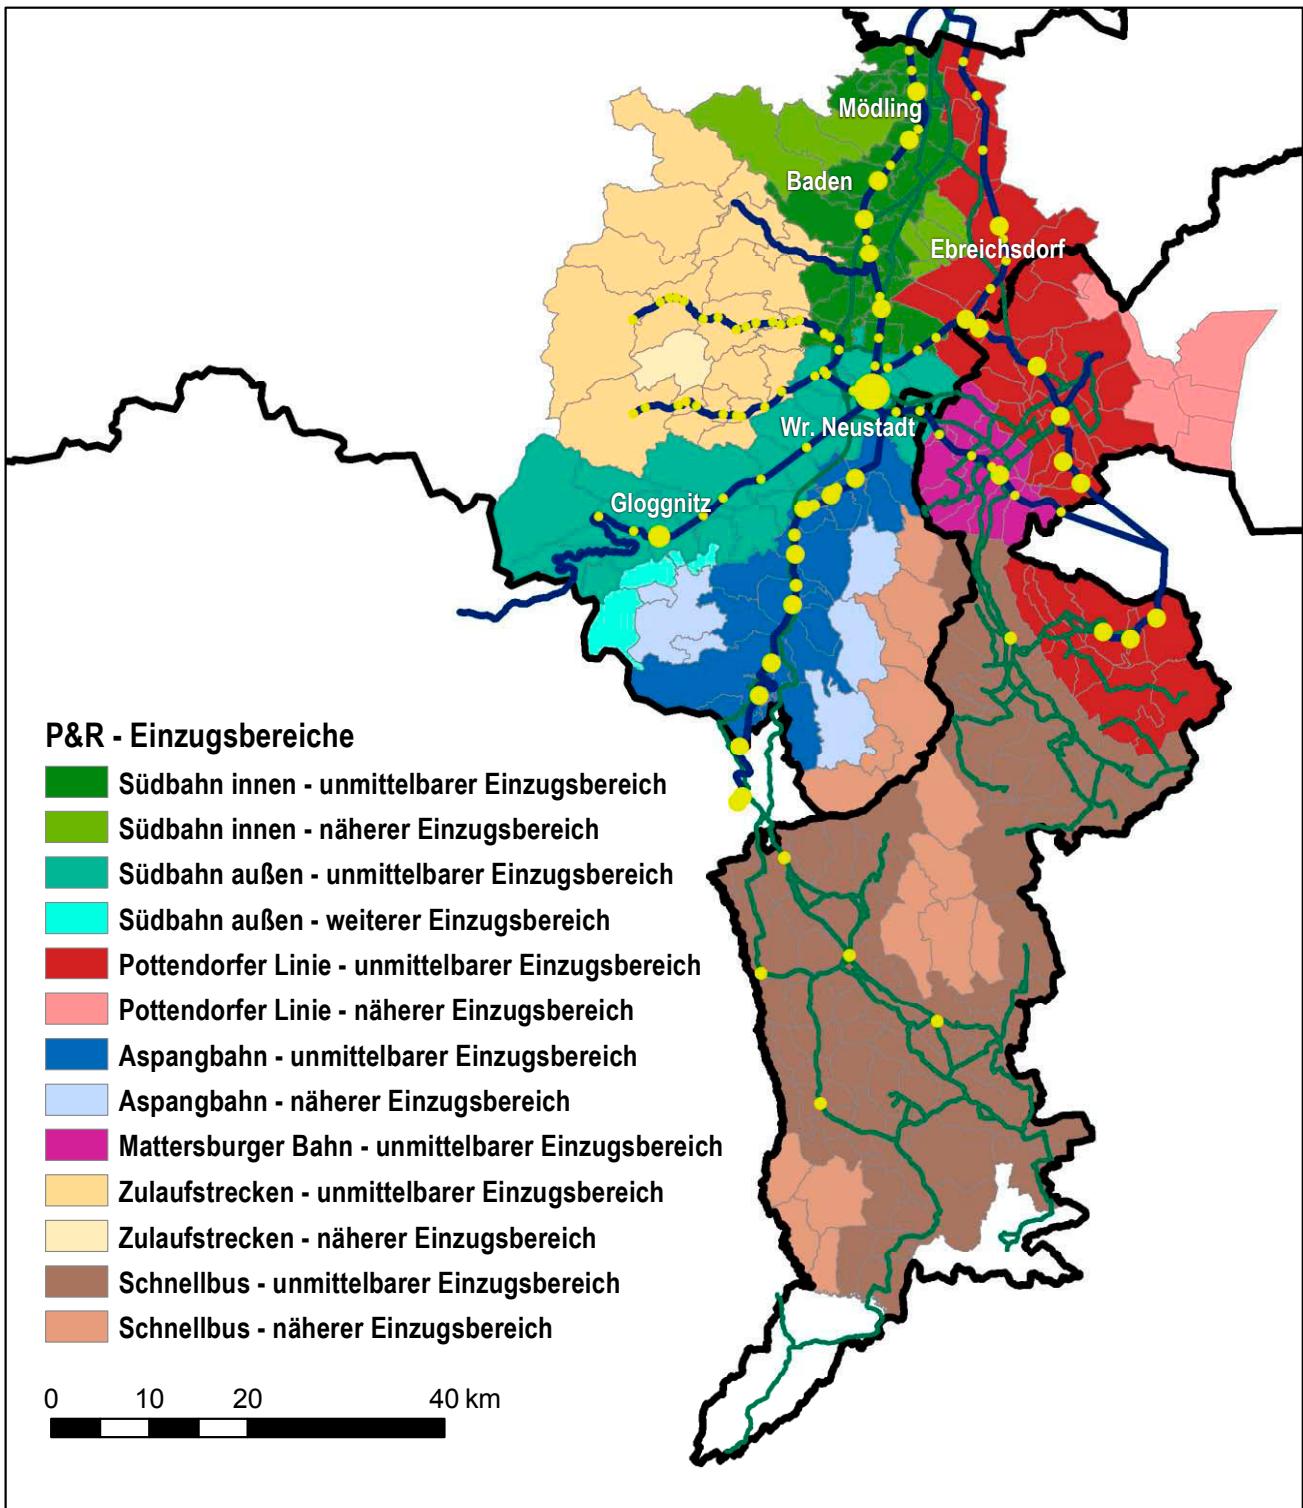 Mödling
Baden
Ebreichsdorf
Wr. Neustadt
Gloggnitz
P&R - Einzugsbereiche
Südbahn innen - unmittelbarer Einzugsbereich
Südbahn innen - näherer Einzugsbereich
Südbahn außen - unmittelbarer Einzugsbereich
Südbahn außen - weiterer Einzugsbereich
Pottendorfer Linie - unmittelbarer Einzugsbereich
Pottendorfer Linie - näherer Einzugsbereich
Aspangbahn - unmittelbarer Einzugsbereich
Aspangbahn - näherer Einzugsbereich
Mattersburger Bahn - unmittelbarer Einzugsbereich
Zulaufstrecken - unmittelbarer Einzugsbereich
Zulaufstrecken - näherer Einzugsbereich
Schnellbus - unmittelbarer Einzugsbereich
Schnellbus - näherer Einzugsbereich
0 10 20 40 km